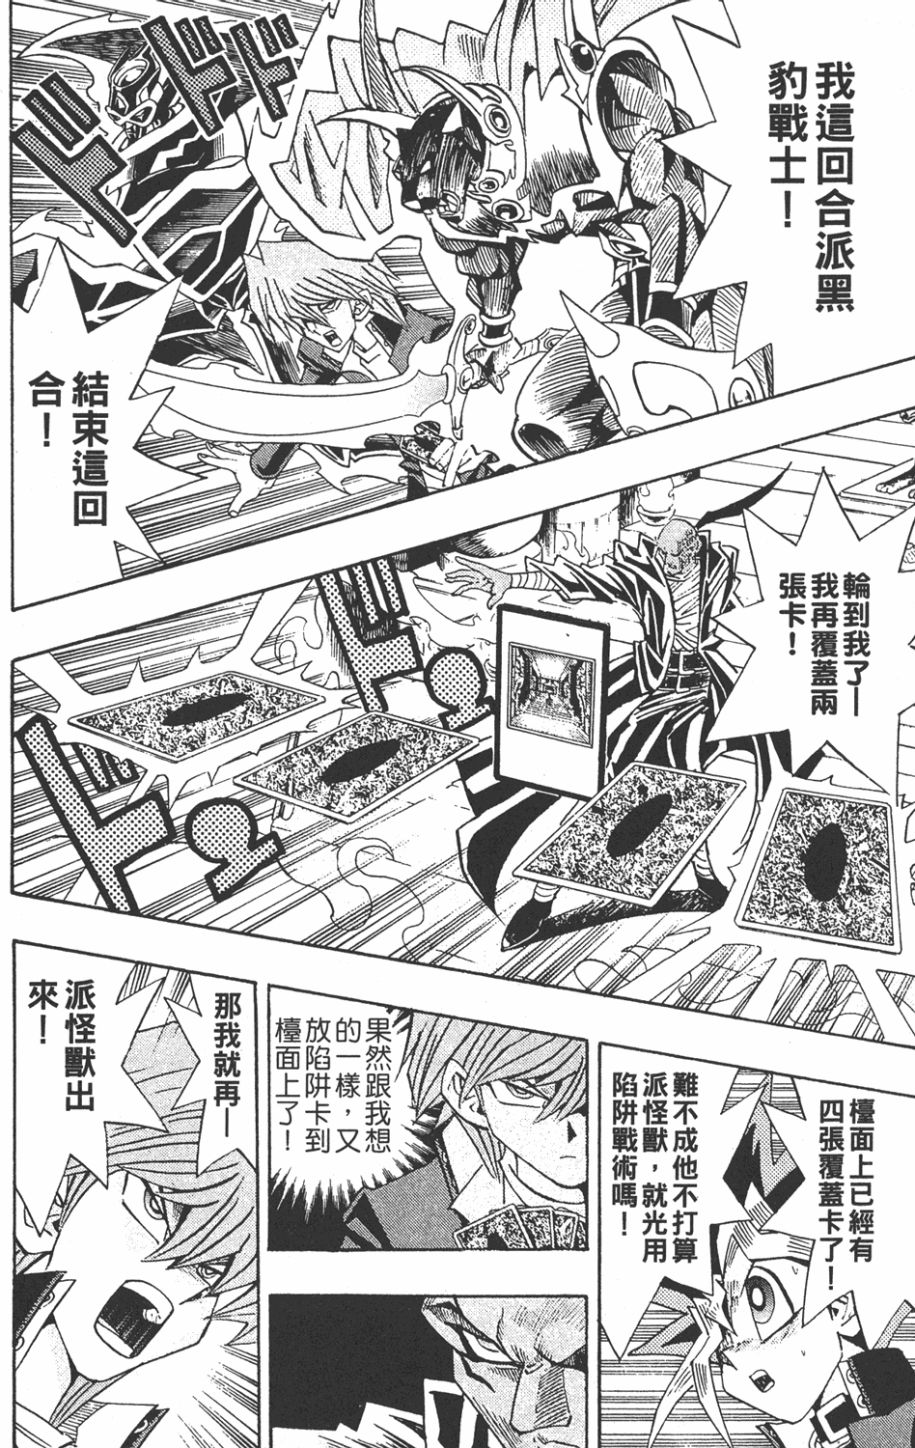 我這回合派黑
豹戰士！
ドドド
結束這回
合！
輪到我了—
我再覆蓋兩
張卡！
ドオ
ドオ
檯面上已經有
四張覆蓋卡了！
難不成他不打算
派怪獸，就光用
陷阱戰術嗎！
果然跟我想
的一樣，又
放陷阱卡到
檯面上了！
那我就再—
派怪獸出
來！